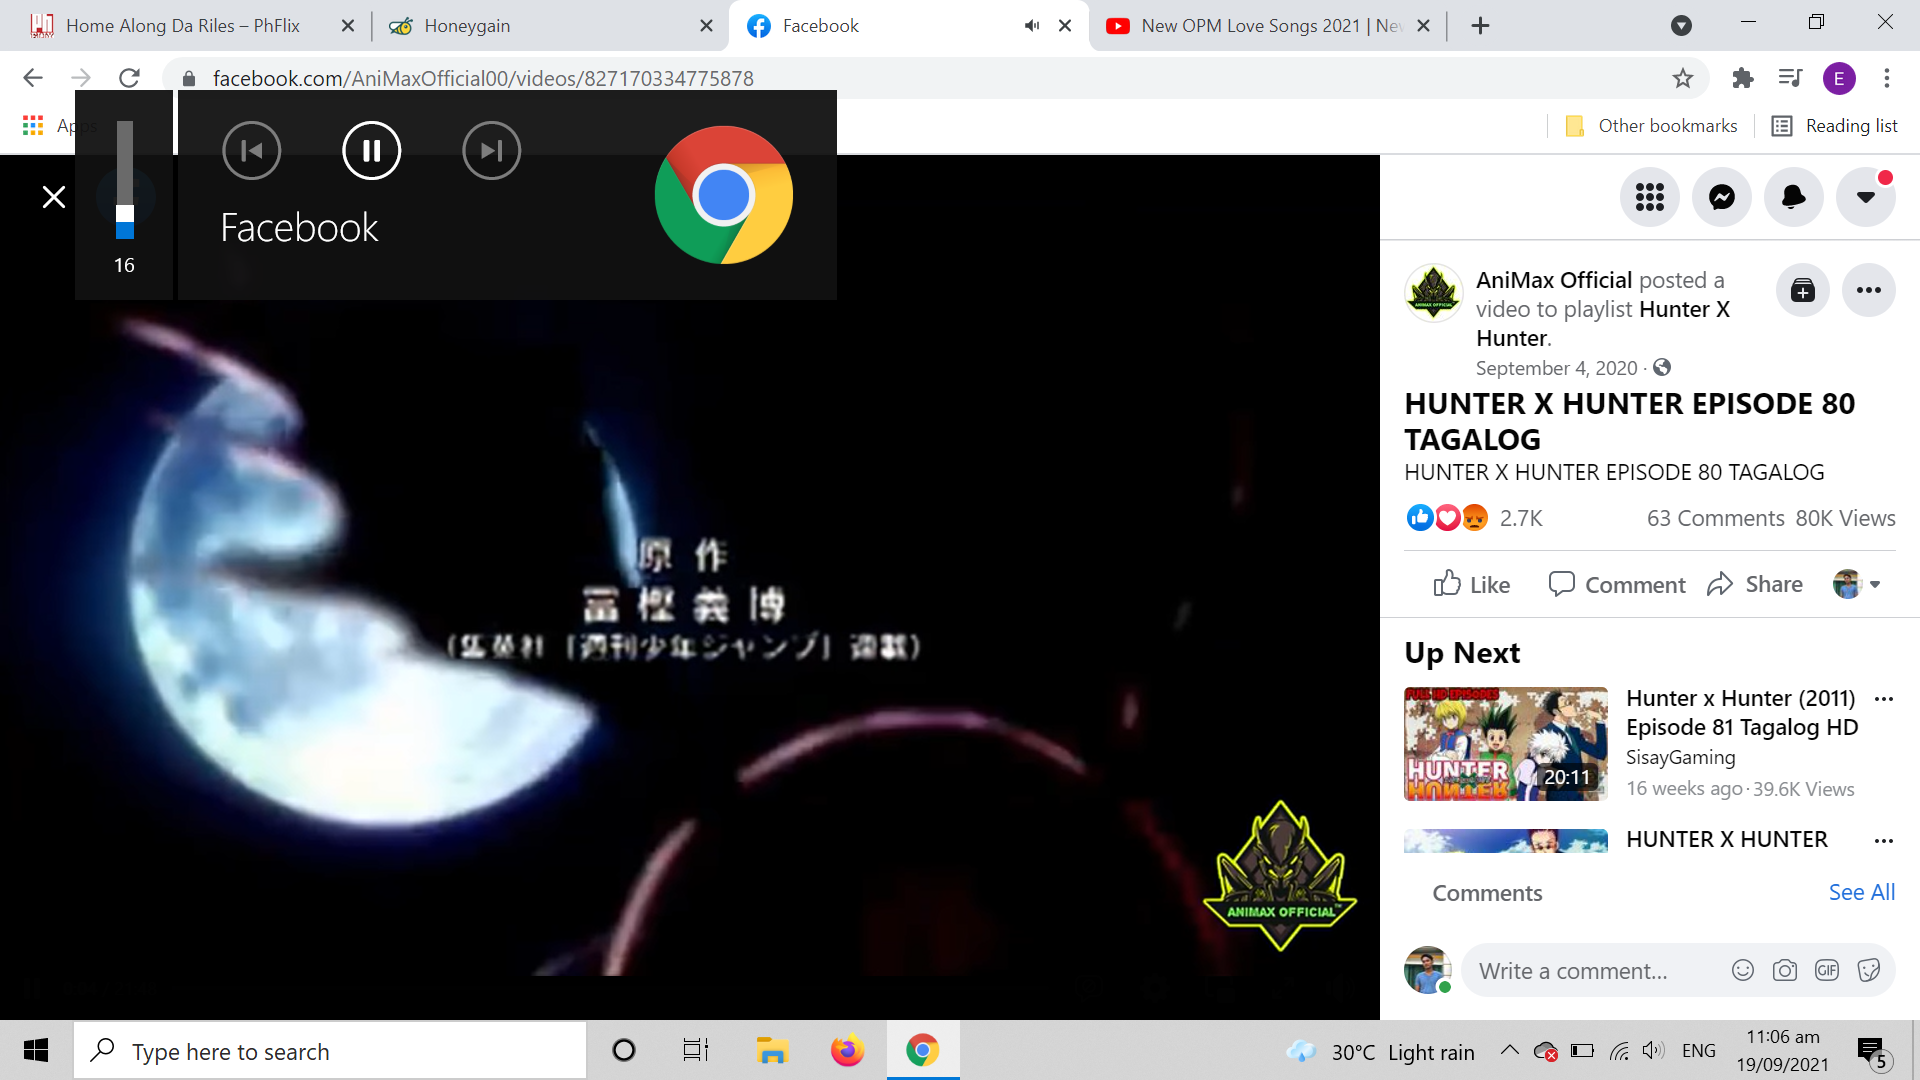 Home Along Da Riles – PhFlix
Honeygain
Facebook
New OPM Love Songs 2021 |
facebook.com/AniMaxOfficial00/videos/827170334775878
E
Apps
Other bookmarks
Reading list
Facebook
16
原作
冨樫義博
(集英社「週刊少年ジャンプ」連載)
ANIMAX OFFICIAL
AniMax Official posted a
video to playlist Hunter X
Hunter.
September 4, 2020 ·
HUNTER X HUNTER EPISODE 80
TAGALOG
HUNTER X HUNTER EPISODE 80 TAGALOG
2.7K
63 Comments 80K Views
Like
Comment
Share
Up Next
FULL HD EPISODES
HUNTER
HUNTER
20:11
Hunter x Hunter (2011)
Episode 81 Tagalog HD
SisayGaming
16 weeks ago · 39.6K Views
HUNTER X HUNTER
Comments
See All
Write a comment...
GIF
Type here to search
30°C Light rain
ENG
11:06 am
19/09/2021
5